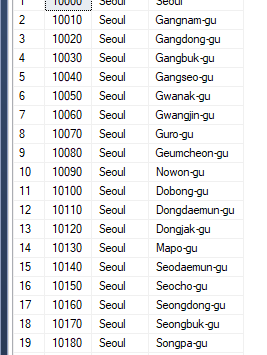 1 10000 Seoul Seoul
2 10010 Seoul Gangnam-gu
3 10020 Seoul Gangdong-gu
4 10030 Seoul Gangbuk-gu
5 10040 Seoul Gangseo-gu
6 10050 Seoul Gwanak-gu
7 10060 Seoul Gwangjin-gu
8 10070 Seoul Guro-gu
9 10080 Seoul Geumcheon-gu
10 10090 Seoul Nowon-gu
11 10100 Seoul Dobong-gu
12 10110 Seoul Dongdaemun-gu
13 10120 Seoul Dongjak-gu
14 10130 Seoul Mapo-gu
15 10140 Seoul Seodaemun-gu
16 10150 Seoul Seocho-gu
17 10160 Seoul Seongdong-gu
18 10170 Seoul Seongbuk-gu
19 10180 Seoul Songpa-gu